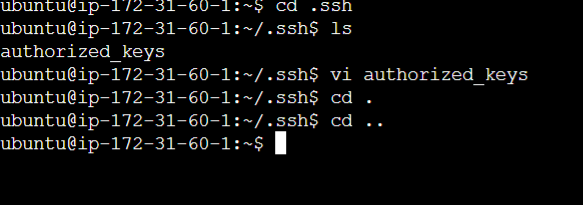 ubuntu@ip-172-31-60-1:~$ cd .ssh
ubuntu@ip-172-31-60-1:~/.ssh$ ls
authorized_keys
ubuntu@ip-172-31-60-1:~/.ssh$ vi authorized_keys
ubuntu@ip-172-31-60-1:~/.ssh$ cd .
ubuntu@ip-172-31-60-1:~/.ssh$ cd ..
ubuntu@ip-172-31-60-1:~$